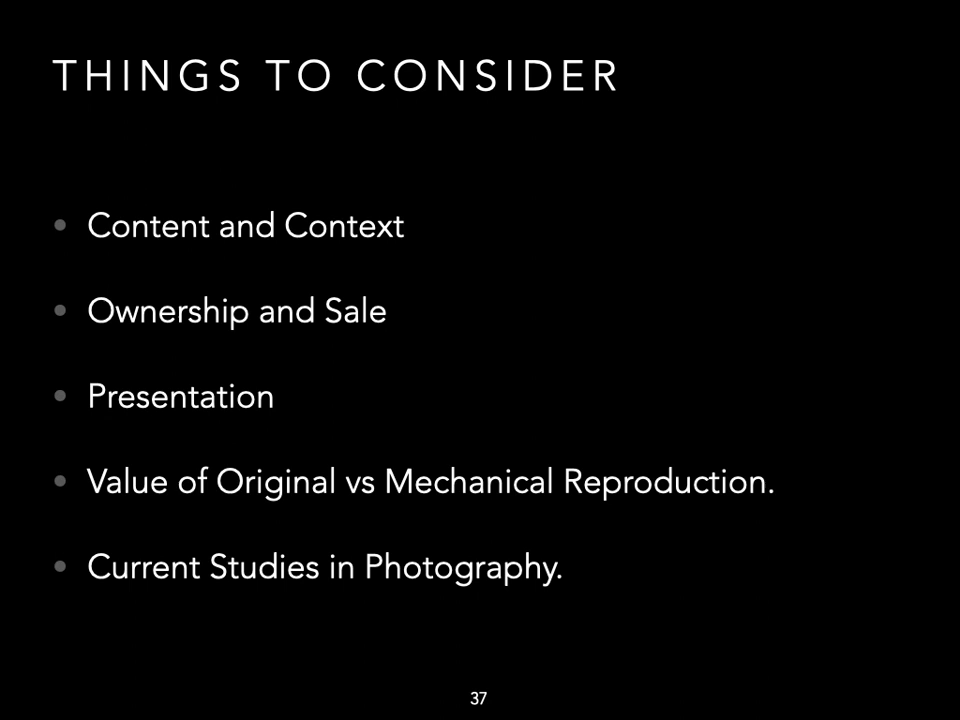 THINGS TO CONSIDER
• Content and Context
• Ownership and Sale
• Presentation
• Value of Original vs Mechanical Reproduction.
• Current Studies in Photography.
37